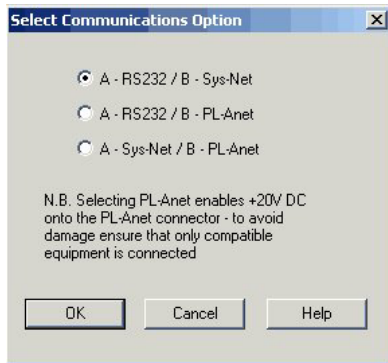 Select Communications Option
A - RS232 / B - Sys-Net
A - RS232 / B - PL-Anet
A - Sys-Net / B - PL-Anet
N.B. Selecting PL-Anet enables +20V DC
onto the PL-Anet connector - to avoid
damage ensure that only compatible
equipment is connected
OK Cancel Help